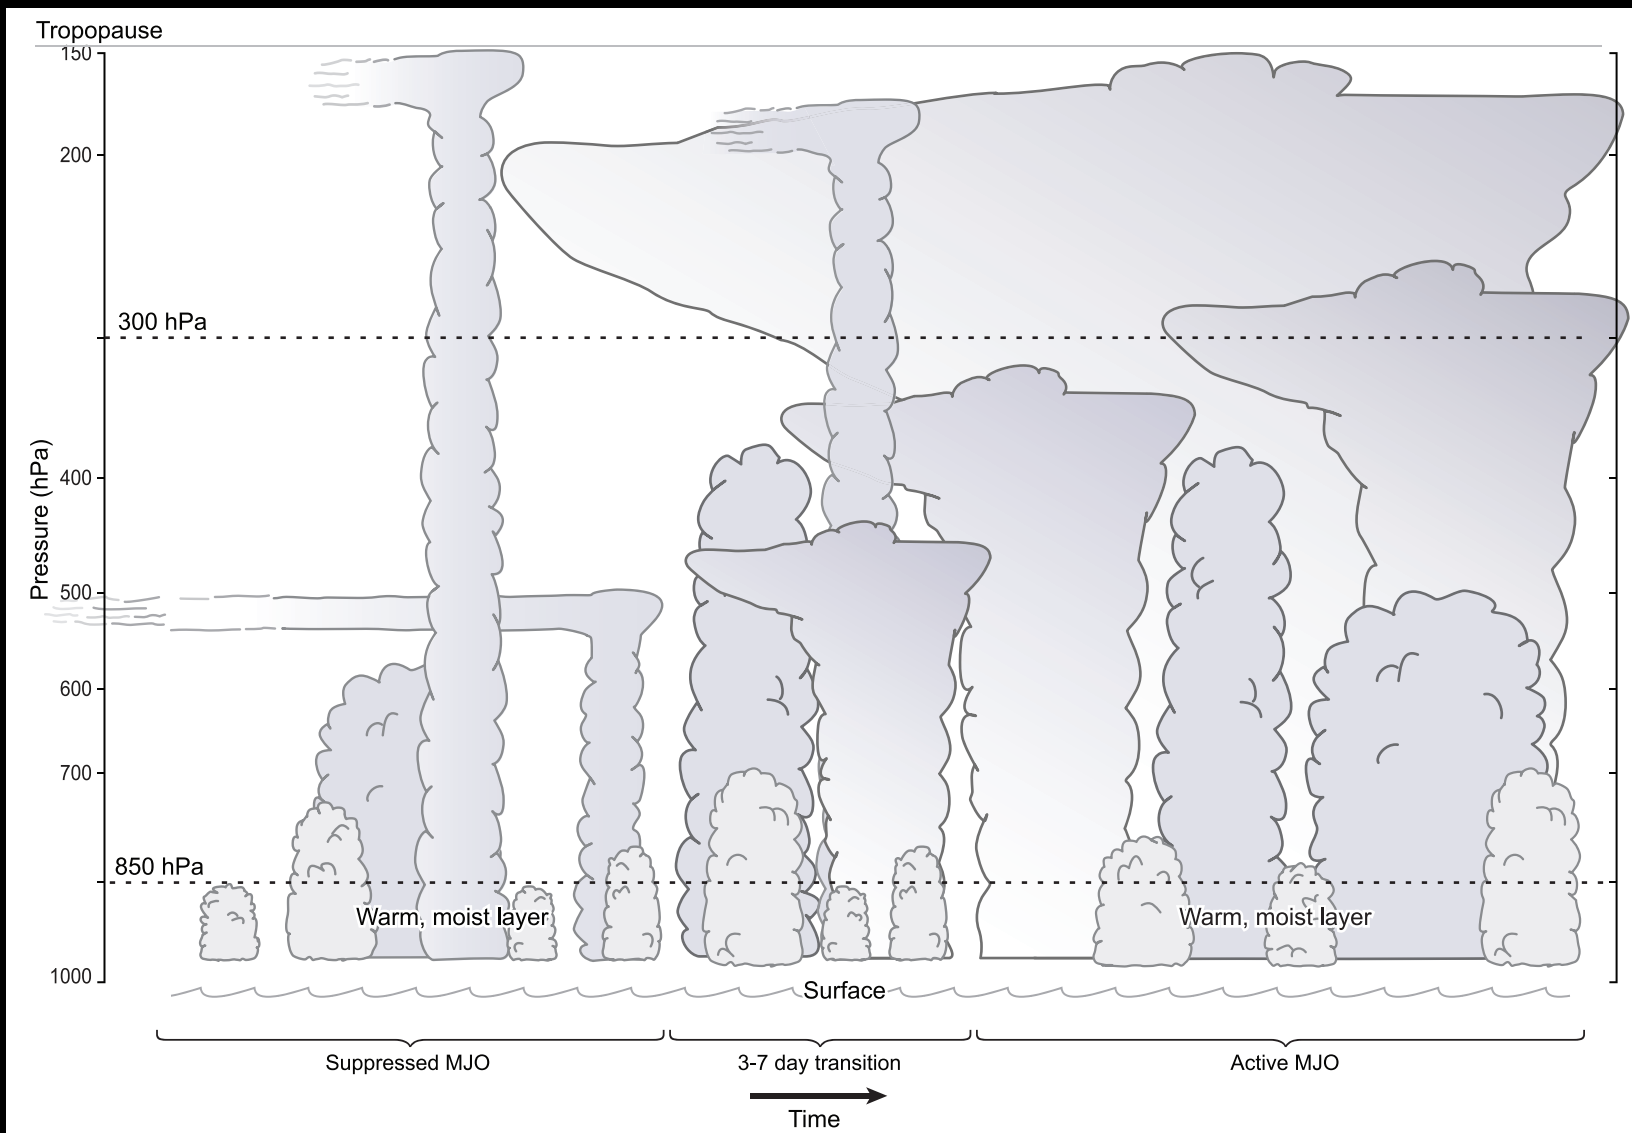 Tropopause
150
200
300 hPa
400
Pressure (hPa)
500
600
700
850 hPa
Warm, moist layer
Warm, moist layer
1000
Surface
Suppressed MJO
3-7 day transition
Active MJO
Time